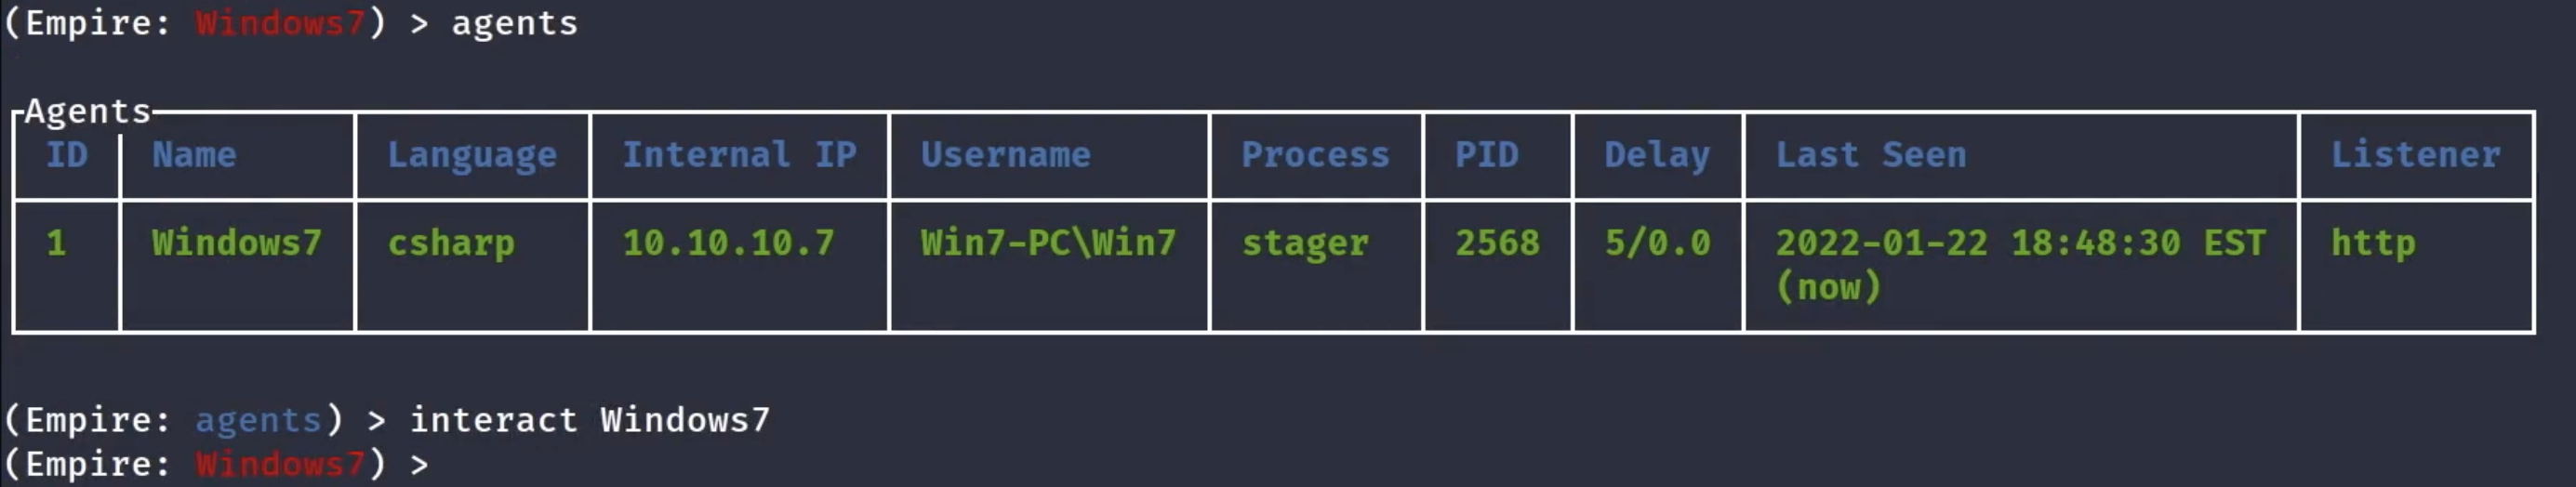 (Empire: Windows7) > agents
Agents
ID Name Language Internal IP Username Process PID Delay Last Seen Listener
1 Windows7 csharp 10.10.10.7 Win7-PC\Win7 stager 2568 5/0.0 2022-01-22 18:48:30 EST http
(now)
(Empire: agents) > interact Windows7
(Empire: Windows7) >